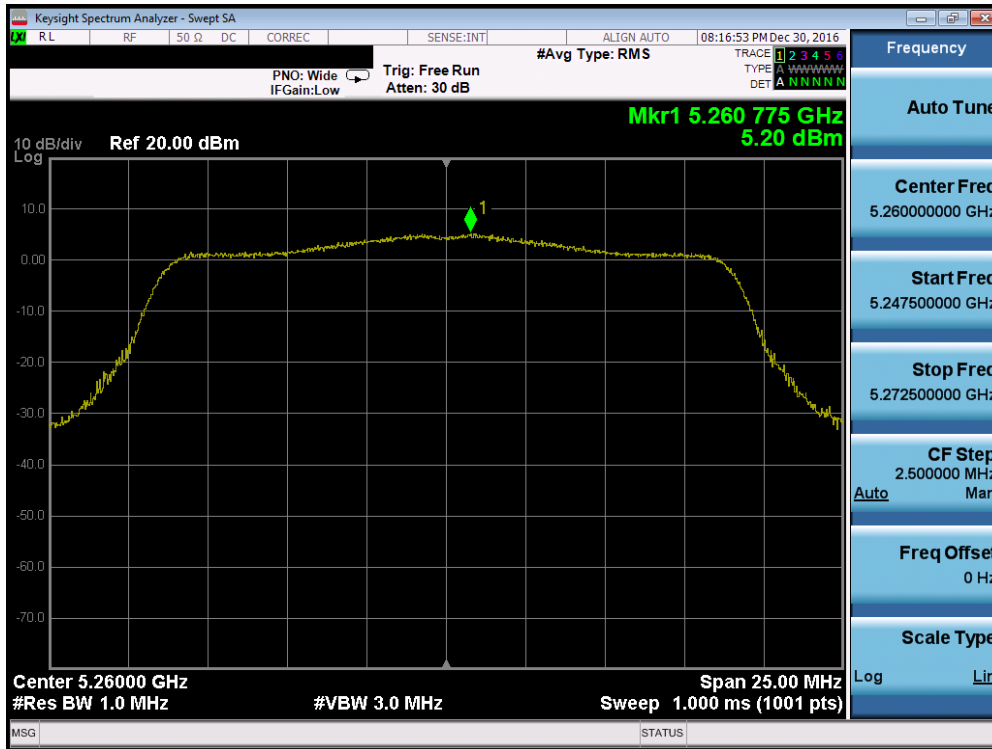 Keysight Spectrum Analyzer - Swept SA
LXI RL RF 50 Ω DC CORREC SENSE:INT ALIGN AUTO 08:16:53 PM Dec 30, 2016
Frequency
PNO: Wide
IFGain:Low
Trig: Free Run
Atten: 30 dB
#Avg Type: RMS
TRACE 1 2 3 4 5 6
TYPE A WWWWW
DET A N N N N N
Auto Tune
Mkr1 5.260 775 GHz
5.20 dBm
10 dB/div Ref 20.00 dBm
Log
1
10.0
0.00
-10.0
-20.0
-30.0
-40.0
-50.0
-60.0
-70.0
Center Freq
5.260000000 GHz
Start Freq
5.247500000 GHz
Stop Freq
5.272500000 GHz
CF Step
2.500000 MHz
Auto Man
Freq Offset
0 Hz
Scale Type
Log Lin
Center 5.26000 GHz Span 25.00 MHz
#Res BW 1.0 MHz #VBW 3.0 MHz Sweep 1.000 ms (1001 pts)
MSG STATUS